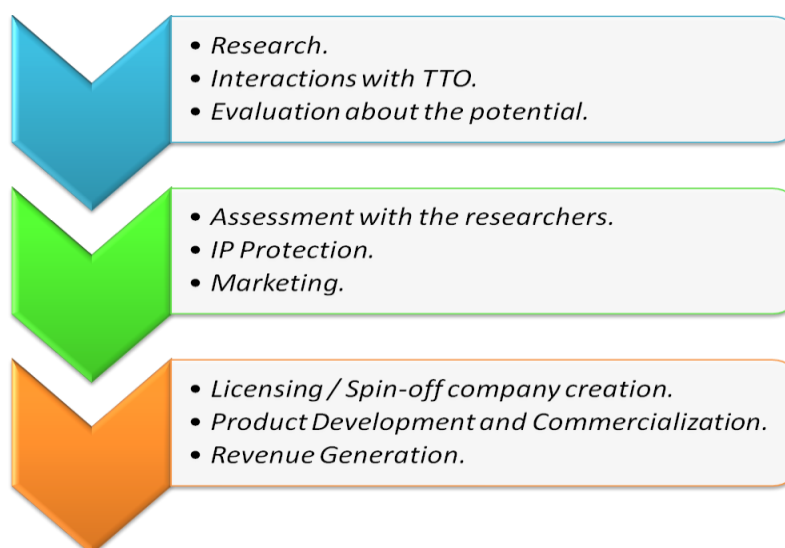 • Research.
• Interactions with TTO.
• Evaluation about the potential.
• Assessment with the researchers.
• IP Protection.
• Marketing.
• Licensing / Spin-off company creation.
• Product Development and Commercialization.
• Revenue Generation.